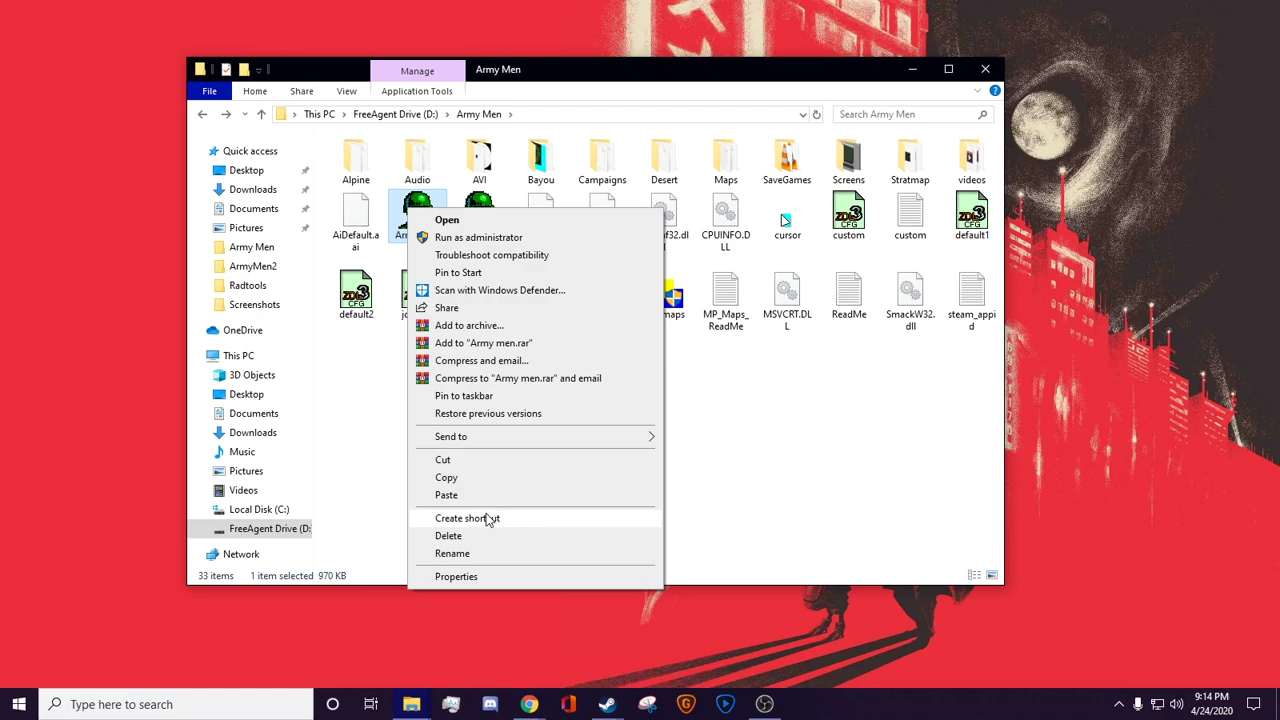 Manage
Army Men
File
Home
Share
View
Application Tools
This PC
FreeAgent Drive (D:)
Army Men
Search Army Men
Quick access
Desktop
Downloads
Documents
Pictures
Army Men
ArmyMen2
Radtools
Screenshots
OneDrive
This PC
3D Objects
Desktop
Documents
Downloads
Music
Pictures
Videos
Local Disk (C:)
FreeAgent Drive (D:
Network
Alpine
Audio
AVI
Bayou
Campaigns
Desert
Maps
SaveGames
Screens
Stratmap
videos
AiDefault.a
ai
CPUINFO.D
LL
cursor
custom
custom
default1
default2
MP_Maps_
ReadMe
MSVCRT.DL
L
ReadMe
SmackW32.
dll
steam_appi
d
Open
Run as administrator
Troubleshoot compatibility
Pin to Start
Scan with Windows Defender...
Share
Add to archive...
Add to "Army men.rar"
Compress and email...
Compress to "Army men.rar" and email
Pin to taskbar
Restore previous versions
Send to
Cut
Copy
Paste
Create shortcut
Delete
Rename
Properties
33 items
1 item selected 970 KB
Type here to search
9:14 PM
4/24/2020